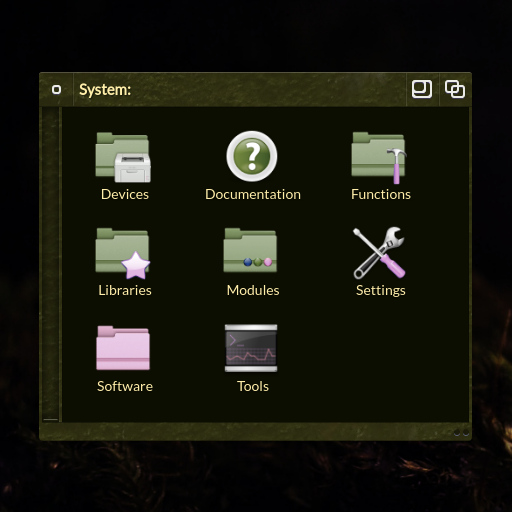 System:
Devices
Documentation
Functions
Libraries
Modules
Settings
Software
Tools